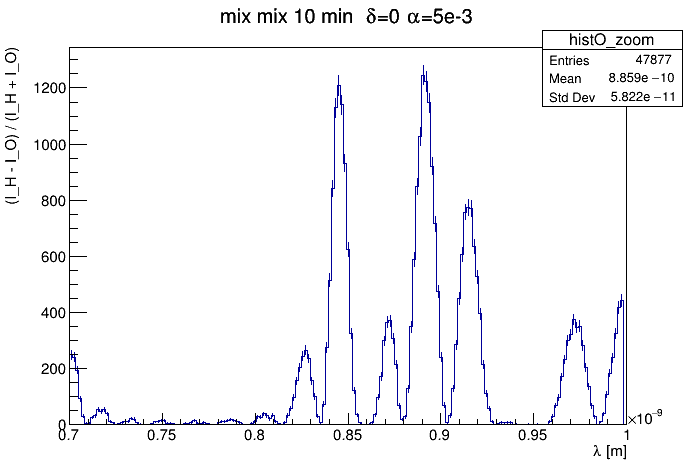 mix mix 10 min δ=0 α=5e-3
histO_zoom
Entries 47877
Mean 8.859e −10
Std Dev 5.822e −11
(I_H - I_O) / (I_H + I_O)
1200
1000
800
600
400
200
0
0.7 0.75 0.8 0.85 0.9 0.95 1
×10⁻⁹
λ [m]